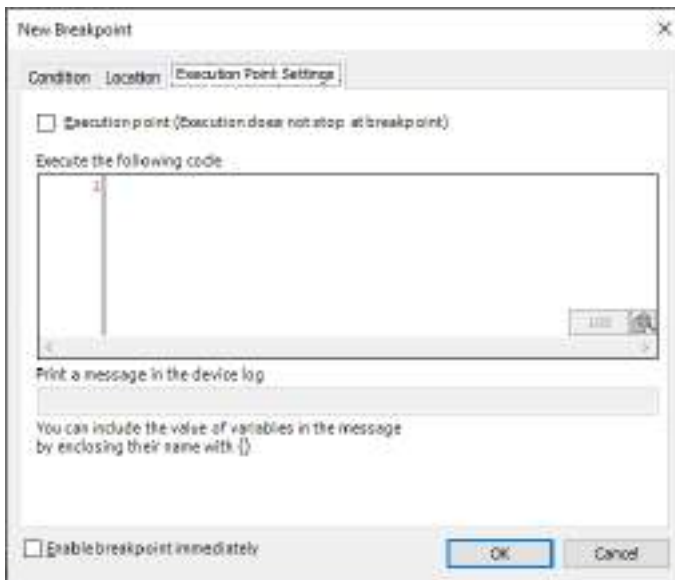 New Breakpoint
Condition Location Execution Point Settings
Execution point (Execution does not stop at breakpoint)
Execute the following code
1
100
Print a message in the device log
You can include the value of variables in the message
by enclosing their name with {}
Enable breakpoint immediately
OK Cancel